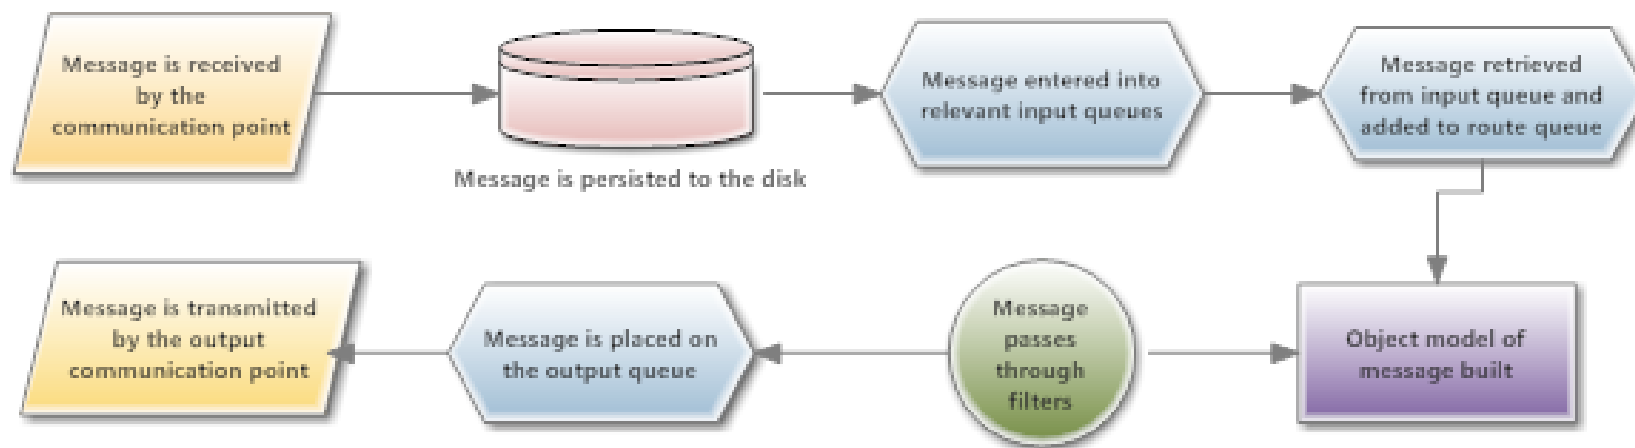 Message is received
by the
communication point
Message is persisted to the disk
Message entered into
relevant input queues
Message retrieved
from input queue and
added to route queue
Message is transmitted
by the output
communication point
Message is placed on
the output queue
Message
passes
through
filters
Object model of
message built